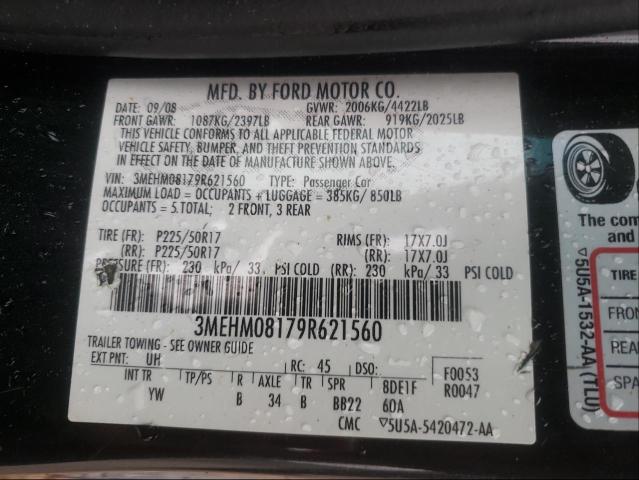 MFD. BY FORD MOTOR CO.
DATE: 09/08 GVWR: 2006KG/4422LB
FRONT GAWR: 1087KG/2397LB REAR GAWR: 919KG/2025LB
THIS VEHICLE CONFORMS TO ALL APPLICABLE FEDERAL MOTOR
VEHICLE SAFETY, BUMPER, AND THEFT PREVENTION STANDARDS
IN EFFECT ON THE DATE OF MANUFACTURE SHOWN ABOVE.
VIN: 3MEHM08179R621560 TYPE: Passenger Car
MAXIMUM LOAD = OCCUPANTS + LUGGAGE = 385KG/ 850LB
OCCUPANTS = 5.TOTAL; 2 FRONT, 3 REAR
TIRE (FR): P225/50R17 RIMS (FR): 17X7.0J
(RR): P225/50R17 (RR): 17X7.0J
PRESSURE (FR): 230 kPa/ 33. PSI COLD (RR): 230 kPa/33 PSI COLD
3MEHM08179R621560
TRAILER TOWING - SEE OWNER GUIDE
EXT PNT: UH RC: 45 DSO: F0053
INT TR TP/PS R AXLE TR SPR 8DE1F R0047
YW B 34 B BB22 6DA
CMC 5U5A-5420472-AA
The com
and
TIRE
FRON
REAR
SPA
5U5A-1532-AA (TLU)